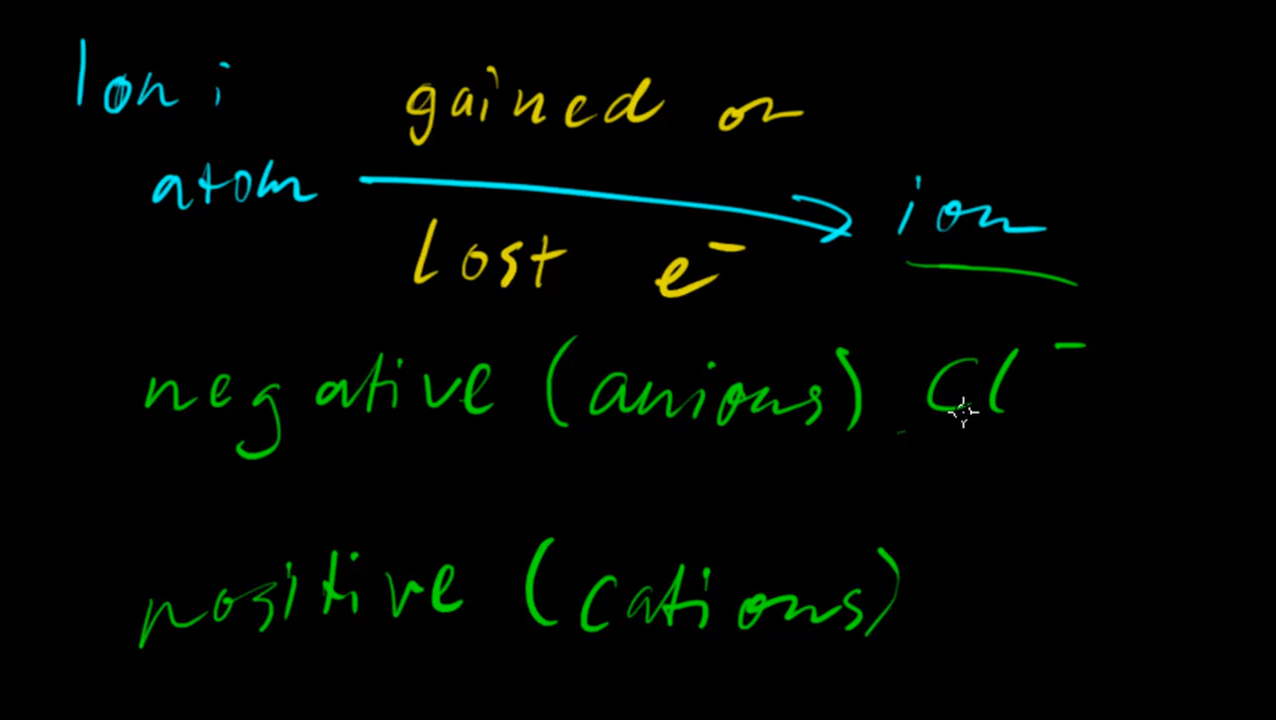 Ion:
gained or
atom → ion
lost e⁻
negative (anions) Cl⁻
positive (cations)